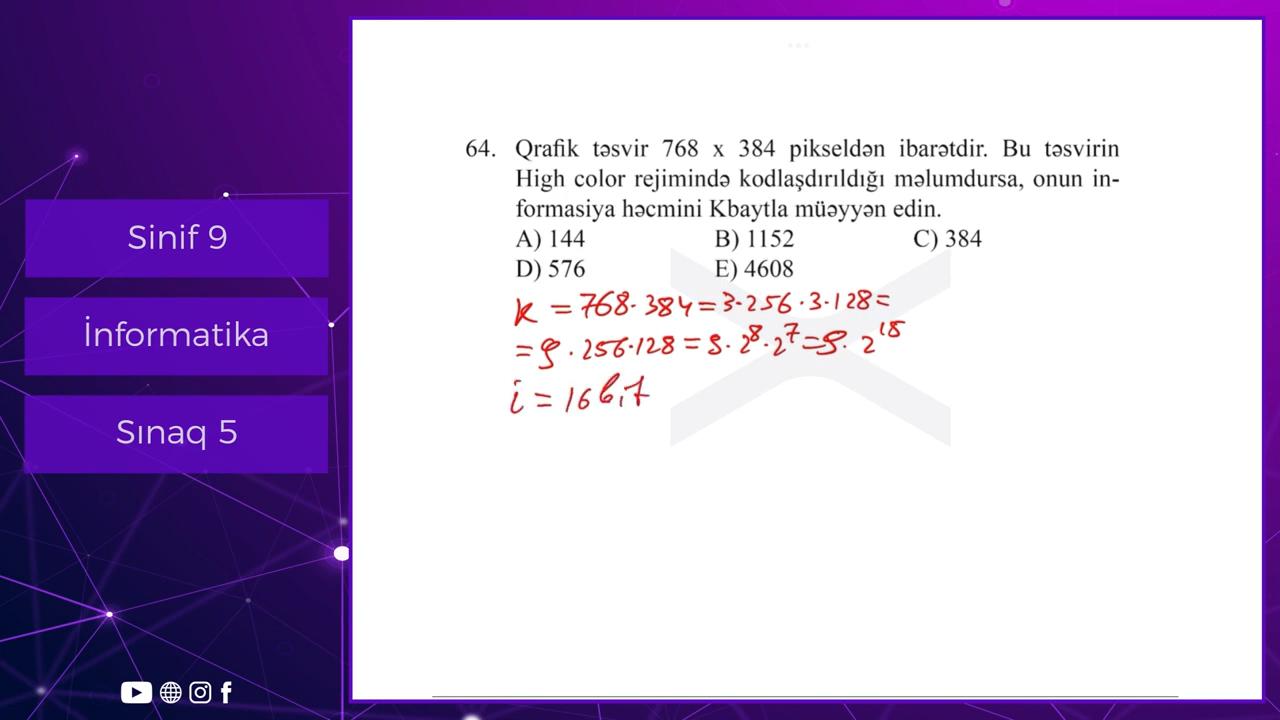 Sinif 9
İnformatika
Sınaq 5
64. Qrafik təsvir 768 x 384 pikseldən ibarətdir. Bu təsvirin
High color rejimində kodlaşdırıldığı məlumdursa, onun in-
formasiya həcmini Kbaytla müəyyən edin.
A) 144 B) 1152 C) 384
D) 576 E) 4608
K = 768·384 = 3·256·3·128 =
= 9·256·128 = 9·2⁸·2⁷ = 9·2¹⁵
i = 16 bit